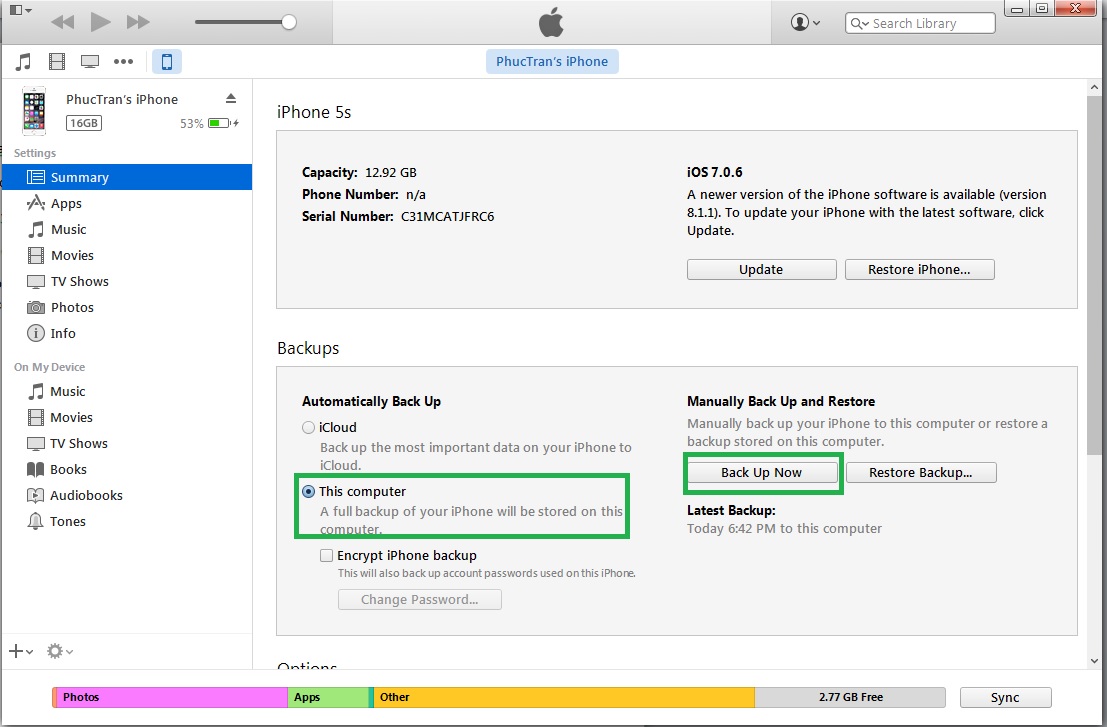 Search Library
PhucTran's iPhone
PhucTran's iPhone
16GB
53%
Settings
Summary
Apps
Music
Movies
TV Shows
Photos
Info
On My Device
Music
Movies
TV Shows
Books
Audiobooks
Tones
iPhone 5s
Capacity: 12.92 GB
Phone Number: n/a
Serial Number: C31MCATJFRC6
iOS 7.0.6
A newer version of the iPhone software is available (version
8.1.1). To update your iPhone with the latest software, click
Update.
Update
Restore iPhone...
Backups
Automatically Back Up
iCloud
Back up the most important data on your iPhone to
iCloud.
This computer
A full backup of your iPhone will be stored on this
computer.
Encrypt iPhone backup
This will also back up account passwords used on this iPhone.
Change Password...
Manually Back Up and Restore
Manually back up your iPhone to this computer or restore a
backup stored on this computer.
Back Up Now
Restore Backup...
Latest Backup:
Today 6:42 PM to this computer
Options
Photos
Apps
Other
2.77 GB Free
Sync